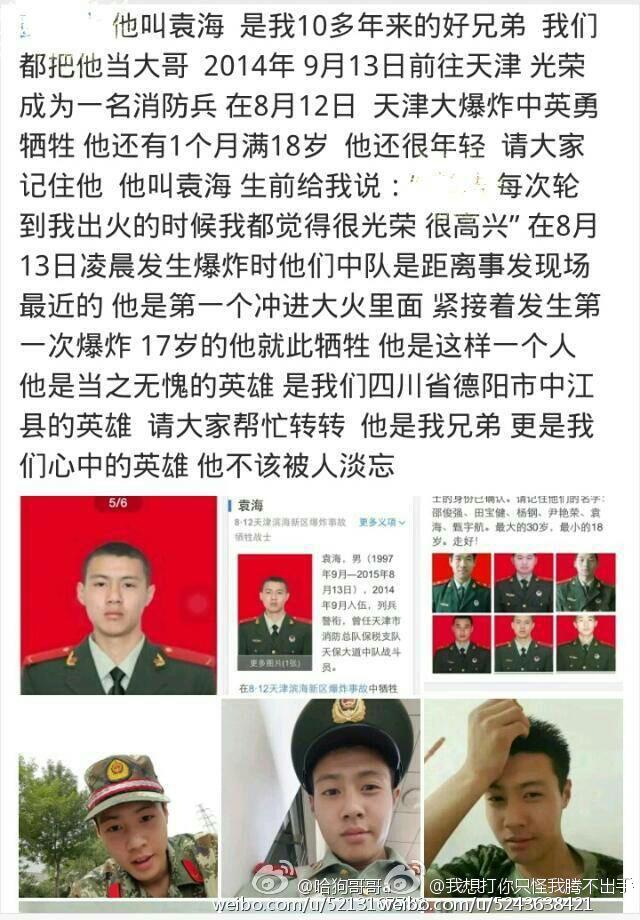 他叫袁海 是我10多年来的好兄弟 我们
都把他当大哥 2014年 9月13日前往天津 光荣
成为一名消防兵 在8月12日 天津大爆炸中英勇
牺牲 他还有1个月满18岁 他还很年轻 请大家
记住他 他叫袁海 生前给我说：“ 每次轮
到我出火的时候我都觉得很光荣 很高兴” 在8月
13日凌晨发生爆炸时他们中队是距离事发现场
最近的 他是第一个冲进大火里面 紧接着发生第
一次爆炸 17岁的他就此牺牲 他是这样一个人
他是当之无愧的英雄 是我们四川省德阳市中江
县的英雄 请大家帮忙转转 他是我兄弟 更是我
们心中的英雄 他不该被人淡忘
5/6
袁海
8·12天津滨海新区爆炸事故 更多义项
牺牲战士
袁海，男（1997
年9月—2015年8
月13日），2014
年9月入伍，列兵
警衔，曾任天津市
消防总队保税支队
天保大道中队战斗
员。
更多图片(1张)
在8·12天津滨海新区爆炸事故中牺牲
士的身份已确认。请记住他们的名字：
邵俊强、田宝健、杨钢、尹艳荣、袁
海、甄宇航。最大的30岁，最小的18
岁。走好！
@哈狗哥哥a
@我想打你只怪我腾不出手
weibo.com/u/5243638421